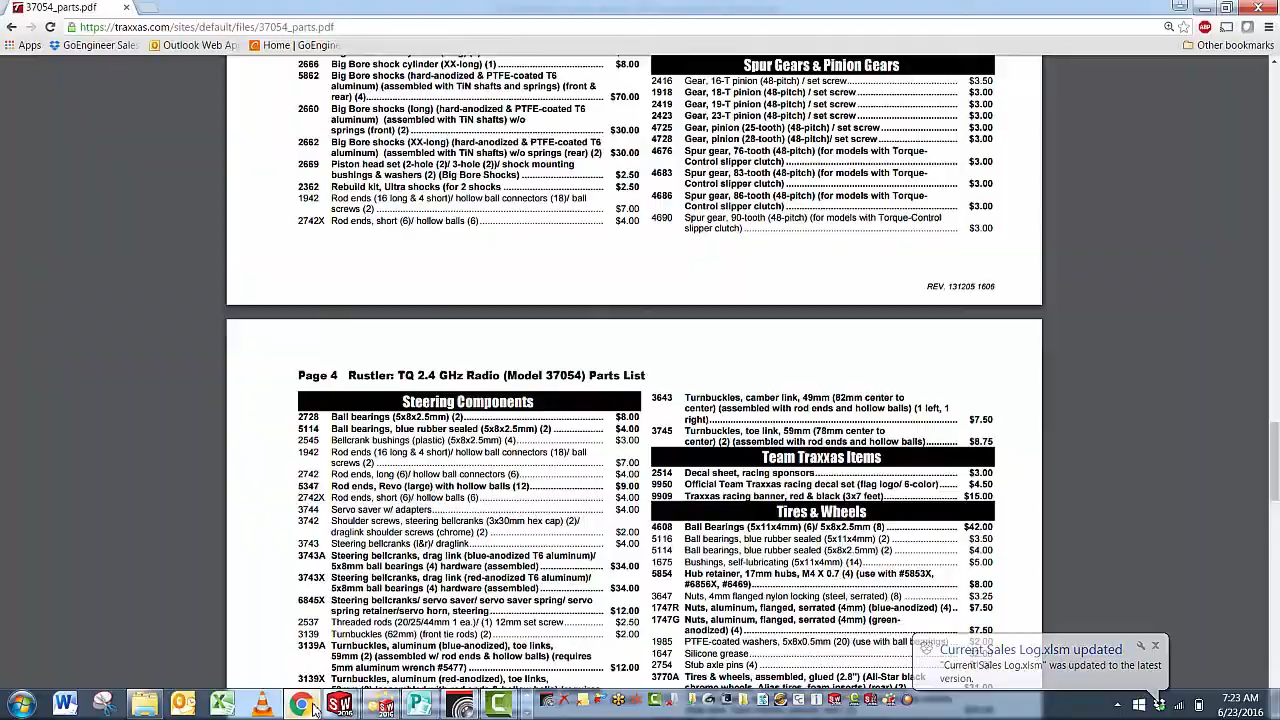 37054_parts.pdf
https://traxxas.com/sites/default/files/37054_parts.pdf
Apps
GoEngineer Sales
Outlook Web App
Home | GoEngine
Other bookmarks
2666 Big Bore shock cylinder (XX-long) (1) $8.00
5862 Big Bore shocks (hard-anodized & PTFE-coated T6
aluminum) (assembled with TiN shafts and springs) (front &
rear) (4) $70.00
2660 Big Bore shocks (long) (hard-anodized & PTFE-coated T6
aluminum) (assembled with TiN shafts) w/o
springs (front) (2) $30.00
2662 Big Bore shocks (XX-long) (hard-anodized & PTFE-coated T6
aluminum) (assembled with TiN shafts) w/o springs (rear) (2) $30.00
2669 Piston head set (2-hole (2)/ 3-hole (2))/ shock mounting
bushings & washers (2) (Big Bore Shocks) $2.50
2362 Rebuild kit, Ultra shocks (for 2 shocks $2.50
1942 Rod ends (16 long & 4 short)/ hollow ball connectors (18)/ ball
screws (2) $7.00
2742X Rod ends, short (6)/ hollow balls (6) $4.00
Spur Gears & Pinion Gears
2416 Gear, 16-T pinion (48-pitch) / set screw $3.50
1918 Gear, 18-T pinion (48-pitch) / set screw $3.00
2419 Gear, 19-T pinion (48-pitch) / set screw $3.00
2423 Gear, 23-T pinion (48-pitch) / set screw $3.00
4725 Gear, pinion (25-tooth) (48-pitch) / set screw $3.00
4728 Gear, pinion (28-tooth) (48-pitch)/ set screw $3.00
4676 Spur gear, 76-tooth (48-pitch) (for models with Torque-
Control slipper clutch) $3.00
4683 Spur gear, 83-tooth (48-pitch) (for models with Torque-
Control slipper clutch) $3.00
4686 Spur gear, 86-tooth (48-pitch) (for models with Torque-
Control slipper clutch) $3.00
4690 Spur gear, 90-tooth (48-pitch) (for models with Torque-Control
slipper clutch) $3.00
REV. 131205 1606
Page 4 Rustler: TQ 2.4 GHz Radio (Model 37054) Parts List
Steering Components
2728 Ball bearings (5x8x2.5mm) (2) $8.00
5114 Ball bearings, blue rubber sealed (5x8x2.5mm) (2) $4.00
2545 Bellcrank bushings (plastic) (5x8x2.5mm) (4) $3.00
1942 Rod ends (16 long & 4 short)/ hollow ball connectors (18)/ ball
screws (2) $7.00
2742 Rod ends, long (6)/ hollow ball connectors (6) $4.00
5347 Rod ends, Revo (large) with hollow balls (12) $9.00
2742X Rod ends, short (6)/ hollow balls (6) $4.00
3744 Servo saver w/ adapters $4.00
3742 Shoulder screws, steering bellcranks (3x30mm hex cap) (2)/
draglink shoulder screws (chrome) (2) $2.00
3743 Steering bellcranks (l&r)/ draglink $4.00
3743A Steering bellcranks, drag link (blue-anodized T6 aluminum)/
5x8mm ball bearings (4) hardware (assembled) $34.00
3743X Steering bellcranks, drag link (red-anodized T6 aluminum)/
5x8mm ball bearings (4) hardware (assembled) $34.00
6845X Steering bellcranks/ servo saver/ servo saver spring/ servo
spring retainer/servo horn, steering $12.00
2537 Threaded rods (20/25/44mm 1 ea.)/ (1) 12mm set screw $2.50
3139 Turnbuckles (62mm) (front tie rods) (2) $2.00
3139A Turnbuckles, aluminum (blue-anodized), toe links,
59mm (2) (assembled w/ rod ends & hollow balls) (requires
5mm aluminum wrench #5477) $12.00
3139X Turnbuckles, aluminum (red-anodized), toe links,
3643 Turnbuckles, camber link, 49mm (82mm center to
center) (assembled with rod ends and hollow balls) (1 left, 1
right) $7.50
3745 Turnbuckles, toe link, 59mm (78mm center to
center) (2) (assembled with rod ends and hollow balls) $8.75
Team Traxxas Items
2514 Decal sheet, racing sponsors $3.00
9950 Official Team Traxxas racing decal set (flag logo/ 6-color) $4.50
9909 Traxxas racing banner, red & black (3x7 feet) $15.00
Tires & Wheels
4608 Ball Bearings (5x11x4mm) (6)/ 5x8x2.5mm (8) $42.00
5116 Ball bearings, blue rubber sealed (5x11x4mm) (2) $3.50
5114 Ball bearings, blue rubber sealed (5x8x2.5mm) (2) $4.00
1675 Bushings, self-lubricating (5x11x4mm) (14) $5.00
5854 Hub retainer, 17mm hubs, M4 X 0.7 (4) (use with #5853X,
#6856X, #6469) $8.00
3647 Nuts, 4mm flanged nylon locking (steel, serrated) (8) $3.25
1747R Nuts, aluminum, flanged, serrated (4mm) (blue-anodized) (4) $7.50
1747G Nuts, aluminum, flanged, serrated (4mm) (green-
anodized) (4) $7.50
1985 PTFE-coated washers, 5x8x0.5mm (20) (use with ball bearings) $2.00
1647 Silicone grease
2754 Stub axle pins (4)
3770A Tires & wheels, assembled, glued (2.8") (All-Star black
Current Sales Log.xlsm updated
"Current Sales Log.xlsm" was updated to the latest
version.
7:23 AM
6/23/2016